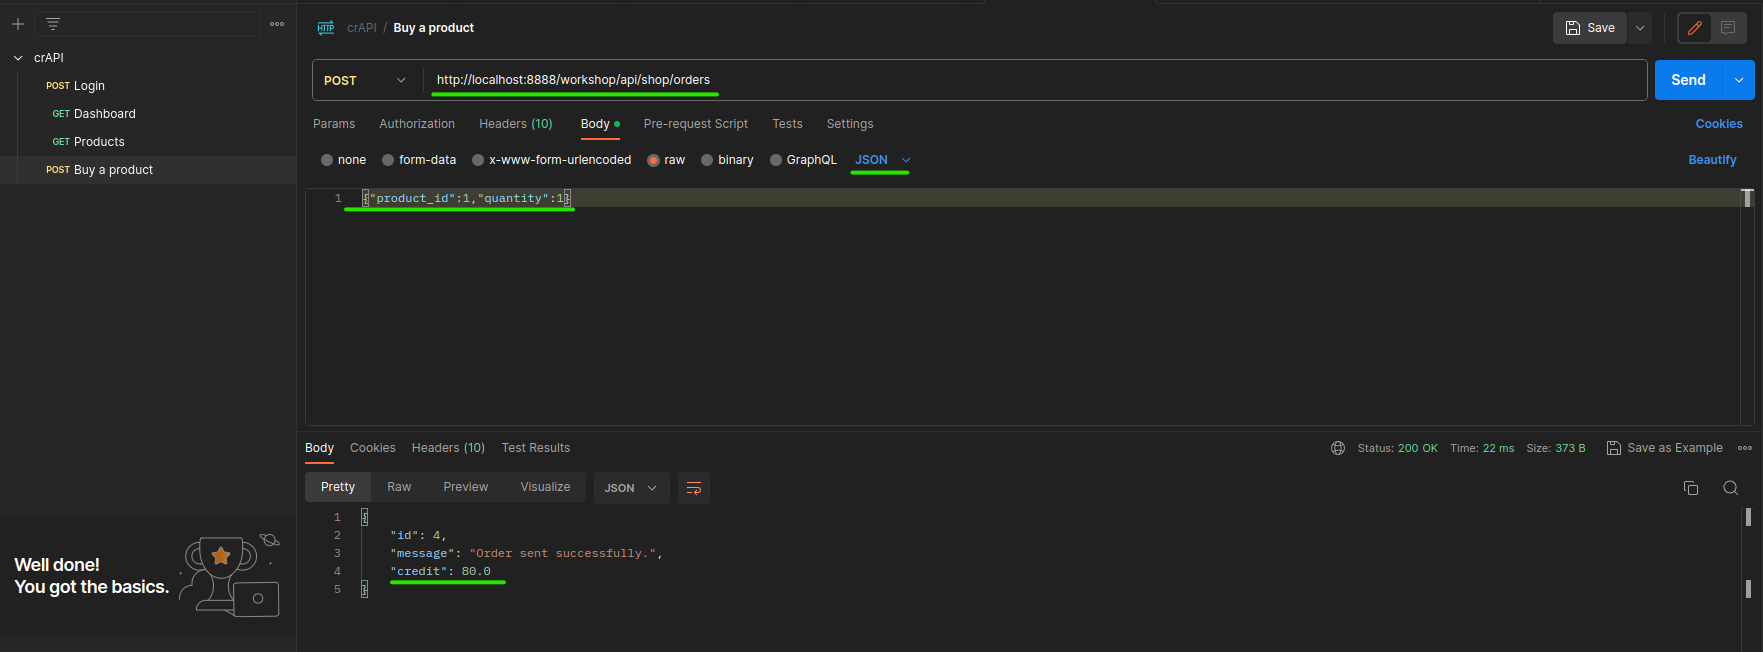 crAPI
POST Login
GET Dashboard
GET Products
POST Buy a product
Well done!
You got the basics.
HTTP crAPI / Buy a product
Save
POST http://localhost:8888/workshop/api/shop/orders
Send
Params Authorization Headers (10) Body Pre-request Script Tests Settings Cookies
none form-data x-www-form-urlencoded raw binary GraphQL JSON Beautify
1 {"product_id":1,"quantity":1}
Body Cookies Headers (10) Test Results Status: 200 OK Time: 22 ms Size: 373 B Save as Example
Pretty Raw Preview Visualize JSON
1 {
2 "id": 4,
3 "message": "Order sent successfully.",
4 "credit": 80.0
5 }